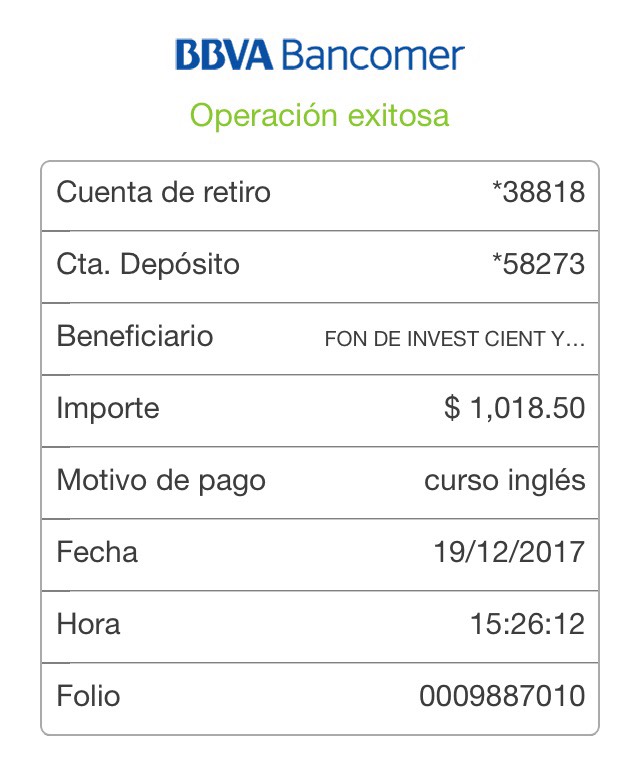 BBVA Bancomer
Operación exitosa
Cuenta de retiro *38818
Cta. Depósito *58273
Beneficiario FON DE INVEST CIENT Y...
Importe $ 1,018.50
Motivo de pago curso inglés
Fecha 19/12/2017
Hora 15:26:12
Folio 0009887010